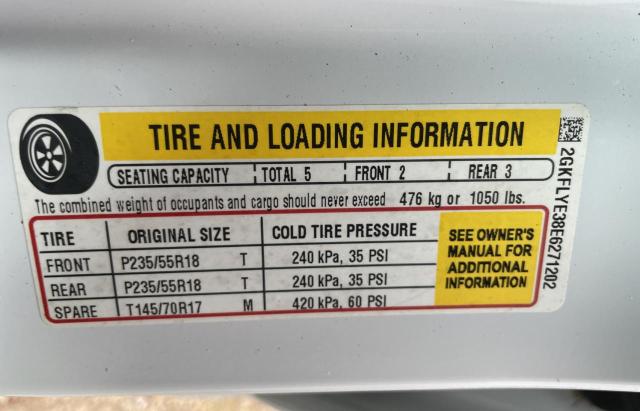 TIRE AND LOADING INFORMATION
SEATING CAPACITY TOTAL 5 FRONT 2 REAR 3
The combined weight of occupants and cargo should never exceed 476 kg or 1050 lbs.
TIRE ORIGINAL SIZE COLD TIRE PRESSURE
FRONT P235/55R18 T 240 kPa, 35 PSI
REAR P235/55R18 T 240 kPa, 35 PSI
SPARE T145/70R17 M 420 kPa, 60 PSI
SEE OWNER'S
MANUAL FOR
ADDITIONAL
INFORMATION
2GKFLYE38E6271202